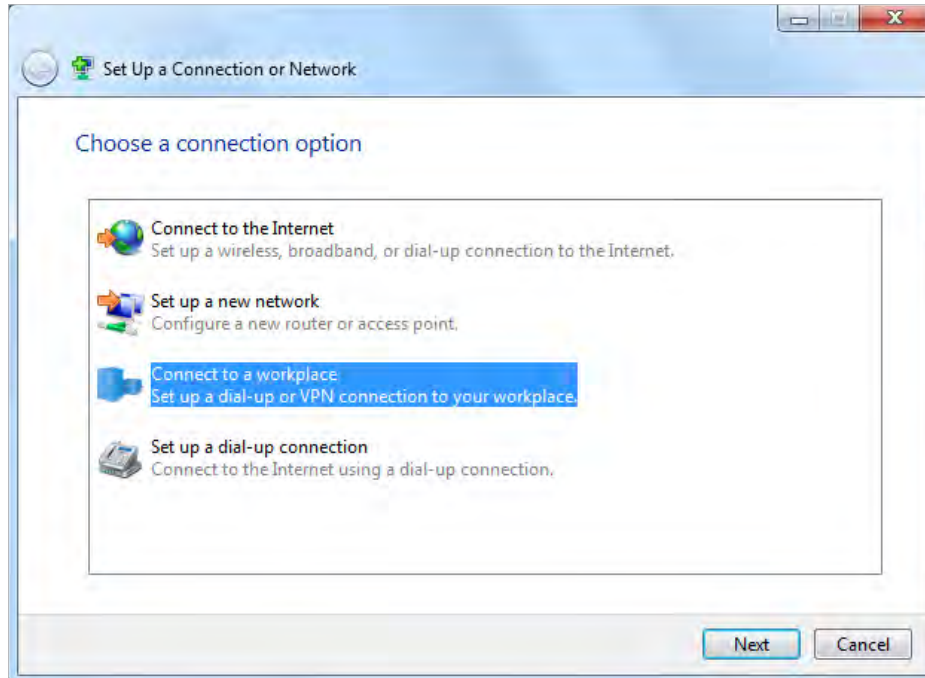 Set Up a Connection or Network
Choose a connection option
Connect to the Internet
Set up a wireless, broadband, or dial-up connection to the Internet.
Set up a new network
Configure a new router or access point.
Connect to a workplace
Set up a dial-up or VPN connection to your workplace.
Set up a dial-up connection
Connect to the Internet using a dial-up connection.
Next Cancel